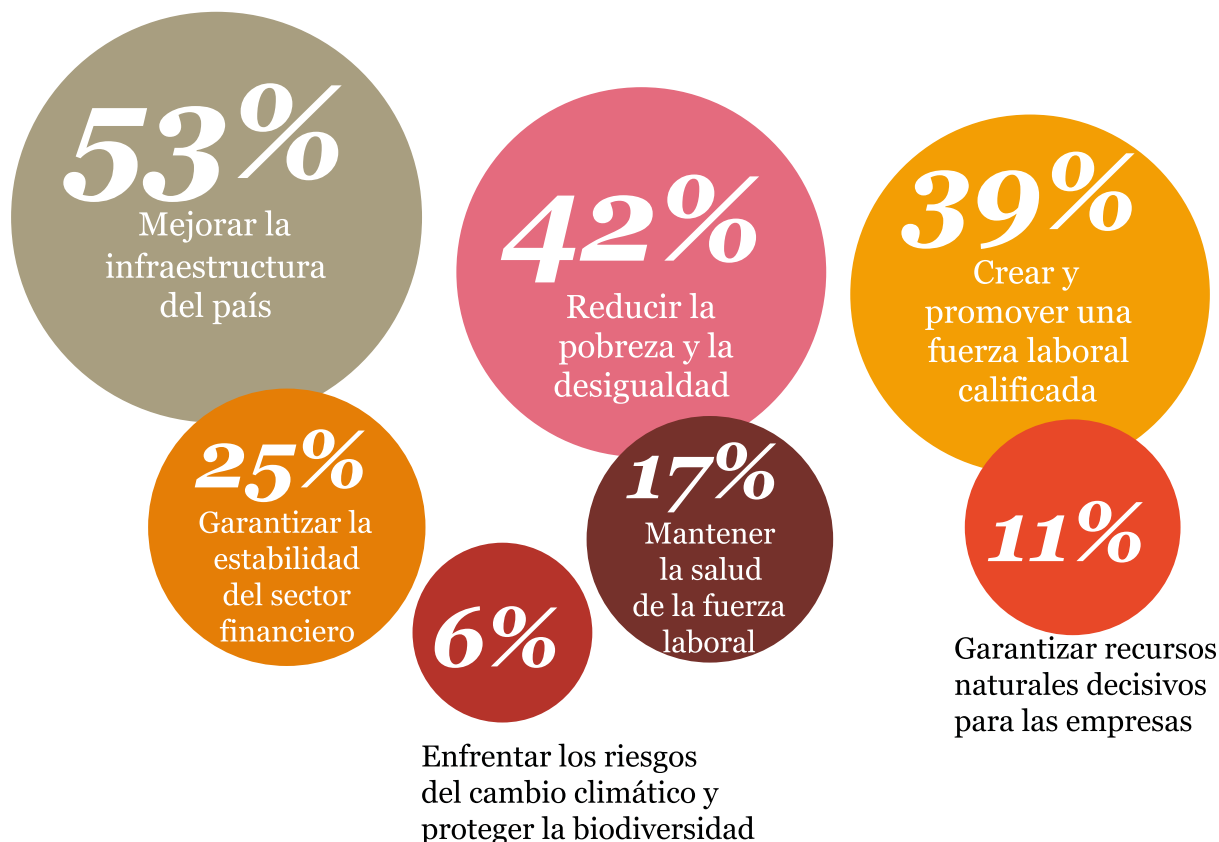 53%
Mejorar la
infraestructura
del país
42%
Reducir la
pobreza y la
desigualdad
39%
Crear y
promover una
fuerza laboral
calificada
25%
Garantizar la
estabilidad
del sector
financiero
6%
Enfrentar los riesgos
del cambio climático y
proteger la biodiversidad
17%
Mantener
la salud
de la fuerza
laboral
11%
Garantizar recursos
naturales decisivos
para las empresas